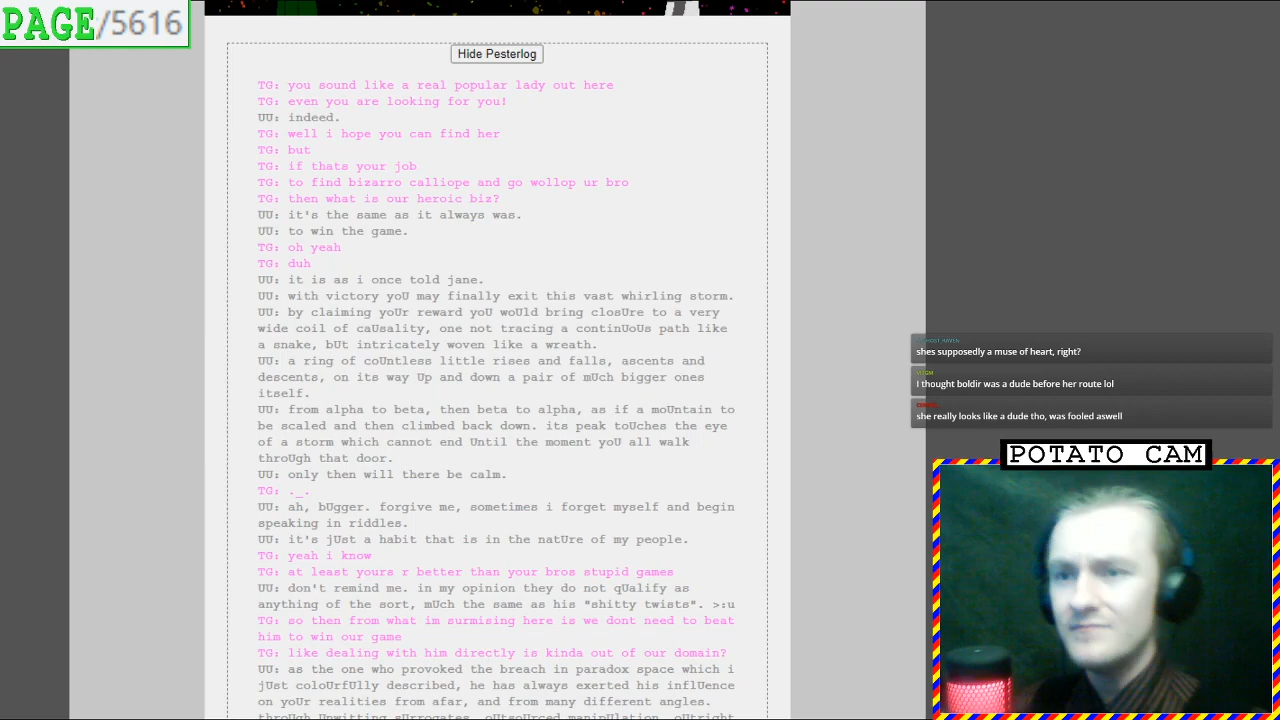 PAGE/5616
Hide Pesterlog
TG: you sound like a real popular lady out here
TG: even you are looking for you!
UU: indeed.
TG: well i hope you can find her
TG: but
TG: if thats your job
TG: to find bizarro calliope and go wollop ur bro
TG: then what is our heroic biz?
UU: it's the same as it always was.
UU: to win the game.
TG: oh yeah
TG: duh
UU: it is as i once told jane.
UU: with victory yoU may finally exit this vast whirling storm.
UU: by claiming yoUr reward yoU woUld bring closUre to a very
wide coil of caUsality, one not tracing a continUoUs path like
a snake, bUt intricately woven like a wreath.
UU: a ring of coUntless little rises and falls, ascents and
descents, on its way Up and down a pair of mUch bigger ones
itself.
UU: from alpha to beta, then beta to alpha, as if a moUntain to
be scaled and then climbed back down. its peak toUches the eye
of a storm which cannot end Until the moment yoU all walk
throUgh that door.
UU: only then will there be calm.
TG: ._.
UU: ah, bUgger. forgive me, sometimes i forget myself and begin
speaking in riddles.
UU: it's jUst a habit that is in the natUre of my people.
TG: yeah i know
TG: at least yours r better than your bros stupid games
UU: don't remind me. in my opinion they do not qUalify as
anything of the sort, mUch the same as his "shitty twists". >:u
TG: so then from what im surmising here is we dont need to beat
him to win our game
TG: like dealing with him directly is kinda out of our domain?
UU: as the one who provoked the breach in paradox space which i
jUst coloUrfUlly described, he has always exerted his inflUence
on yoUr realities from afar, and from many different angles.
throUgh Unwitting sUrrogates, oUtsoUrced manipUlation, oUtright
shes supposedly a muse of heart, right?
I thought boldir was a dude before her route lol
she really looks like a dude tho, was fooled aswell
POTATO CAM